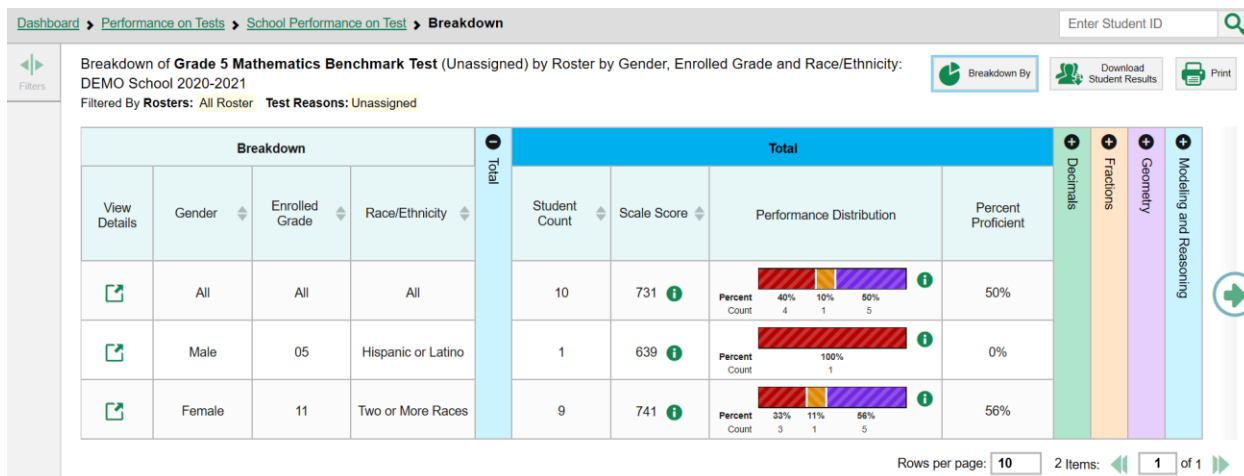 Dashboard > Performance on Tests > School Performance on Test > Breakdown
Enter Student ID
Filters
Breakdown of Grade 5 Mathematics Benchmark Test (Unassigned) by Roster by Gender, Enrolled Grade and Race/Ethnicity:
DEMO School 2020-2021
Filtered By Rosters: All Roster Test Reasons: Unassigned
Breakdown By
Download
Student Results
Print
Breakdown
Total
Total
Decimals
Fractions
Geometry
Modeling and Reasoning
View
Details
Gender
Enrolled
Grade
Race/Ethnicity
Student
Count
Scale Score
Performance Distribution
Percent
Proficient
All All All 10 731 50%
Percent 40% 10% 50%
Count 4 1 5
Male 05 Hispanic or Latino 1 639 0%
Percent 100%
Count 1
Female 11 Two or More Races 9 741 56%
Percent 33% 11% 56%
Count 3 1 5
Rows per page: 10 2 Items: 1 of 1